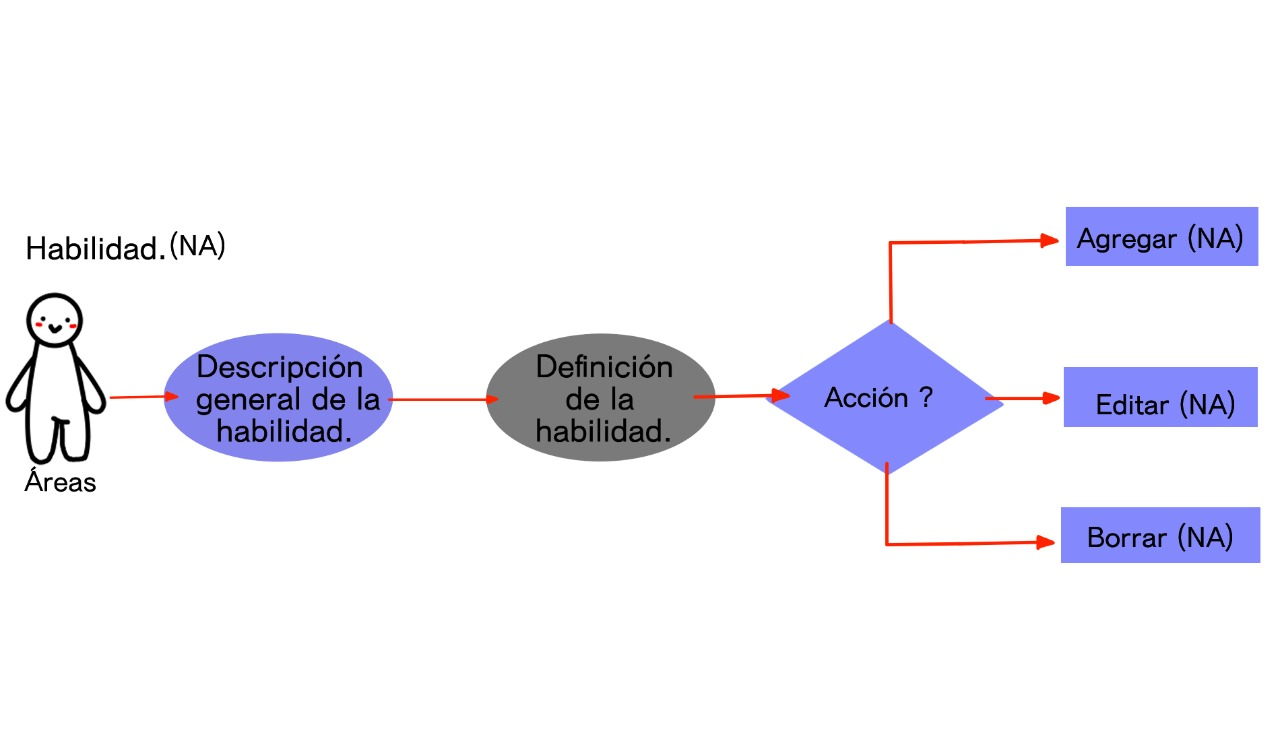 Habilidad.(NA)
Áreas
Descripción
general de la
habilidad.
Definición
de la
habilidad.
Acción ?
Agregar (NA)
Editar (NA)
Borrar (NA)